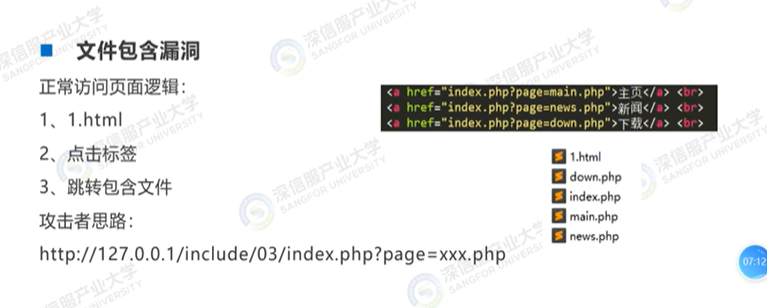 文件包含漏洞
正常访问页面逻辑：
1、1.html
2、点击标签
3、跳转包含文件
攻击者思路：
http://127.0.0.1/include/03/index.php?page=xxx.php
<a href="index.php?page=main.php">主页</a> <br>
<a href="index.php?page=news.php">新闻</a> <br>
<a href="index.php?page=down.php">下载</a> <br>
1.html
down.php
index.php
main.php
news.php
07:12
深信服产业大学
SANGFOR UNIVERSITY